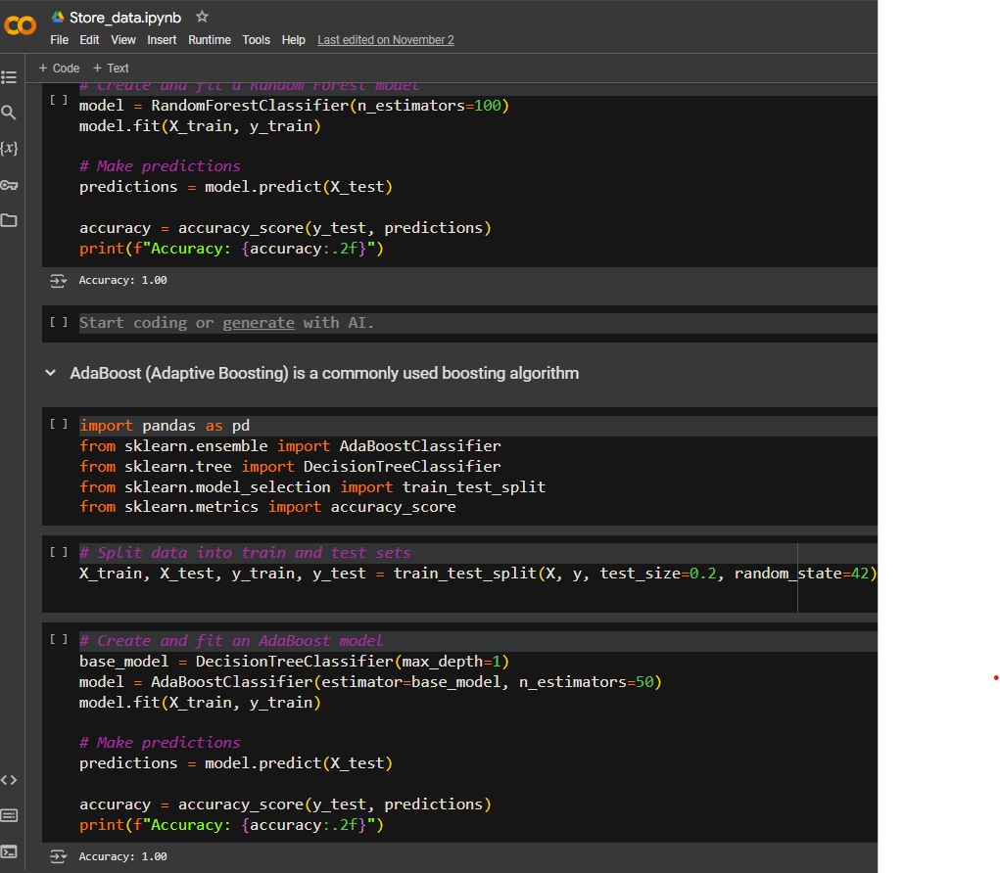 Store_data.ipynb
File Edit View Insert Runtime Tools Help Last edited on November 2
+ Code + Text
# Create and fit a Random Forest model
[ ] model = RandomForestClassifier(n_estimators=100)
model.fit(X_train, y_train)
# Make predictions
predictions = model.predict(X_test)
accuracy = accuracy_score(y_test, predictions)
print(f"Accuracy: {accuracy:.2f}")
Accuracy: 1.00
[ ] Start coding or generate with AI.
AdaBoost (Adaptive Boosting) is a commonly used boosting algorithm
[ ] import pandas as pd
from sklearn.ensemble import AdaBoostClassifier
from sklearn.tree import DecisionTreeClassifier
from sklearn.model_selection import train_test_split
from sklearn.metrics import accuracy_score
[ ] # Split data into train and test sets
X_train, X_test, y_train, y_test = train_test_split(X, y, test_size=0.2, random_state=42)
[ ] # Create and fit an AdaBoost model
base_model = DecisionTreeClassifier(max_depth=1)
model = AdaBoostClassifier(estimator=base_model, n_estimators=50)
model.fit(X_train, y_train)
# Make predictions
predictions = model.predict(X_test)
accuracy = accuracy_score(y_test, predictions)
print(f"Accuracy: {accuracy:.2f}")
Accuracy: 1.00